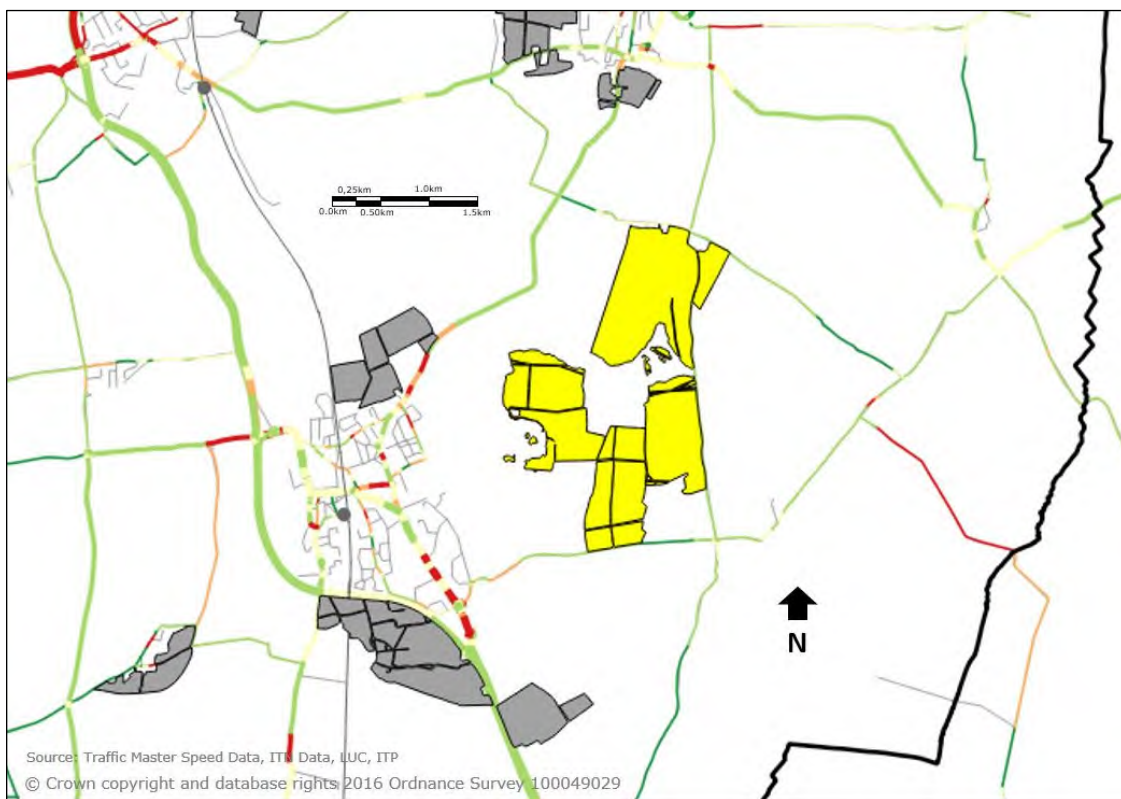 0,25km 1.0km
0.0km 0.50km 1.5km
N
Source: Traffic Master Speed Data, ITN Data, LUC, ITP
© Crown copyright and database rights 2016 Ordnance Survey 100049029